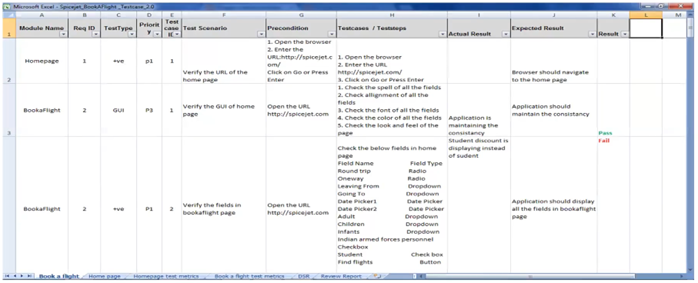 Microsoft Excel - Spicejet_BookAFlight _Testcase_2.0
A B C D E F G H I J K L M
1 Module Name Req ID TestType Priority Test case Test Scenario Precondition Testcases / Teststeps Actual Result Expected Result Result
Homepage 1 +ve p1 1
Verify the URL of the
home page
1. Open the browser
2. Enter the
URL:http://spicejet.c
om/
Click on Go or Press
Enter
1. Open the browser
2. Enter the URL
http://spicejet.com/
3. Click on Go or Press Enter
Browser should navigate
to the home page
2
BookaFlight 2 GUI P3 1
Verify the GUI of home
page
Open the URL
http://spicejet.com
1. Check the spell of all the fields
2. Check allignment of all the
fields
3. Check the font of all the fields
4. Check the color of all the fields
5. Check the look and feel of the
page
Application is
maintaining the
consistancy
Application should
maintain the consistancy
Pass
3
BookaFlight 2 +ve P1 2
Verify the fields in
bookaflight page
Open the URL
http://spicejet.com
Check the below fields in home
page
Field Name Field Type
Round trip Radio
Oneway Radio
Leaving From Dropdown
Going To Dropdown
Date Picker1 Date Picker
Date Picker2 Date Picker
Adult Dropdown
Children Dropdown
Infants Dropdown
Indian armed forces personnel
Checkbox
Student Check box
Find flights Button
Student discount is
displaying instead
of sudent
Application should display
all the fields in bookaflight
page
Fail
Book a flight Home page Homepage test metrics Book a flight test metrics DSR Review Report